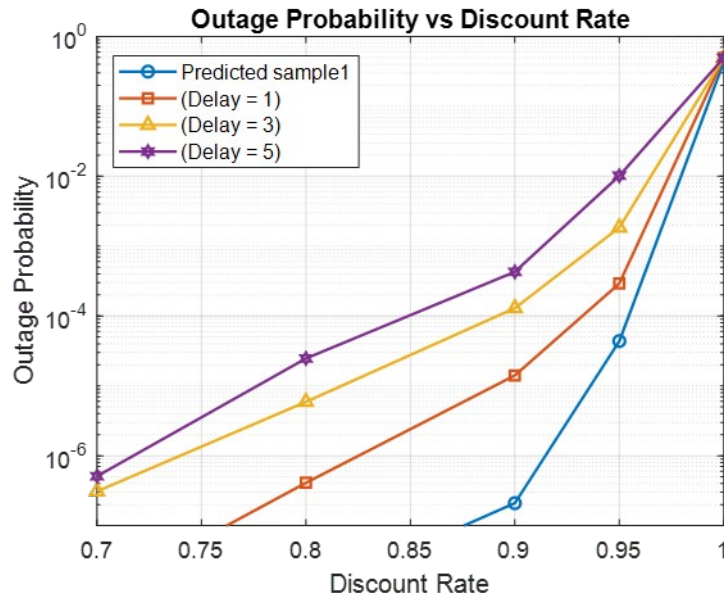 Outage Probability vs Discount Rate
10^0
Predicted sample1
(Delay = 1)
(Delay = 3)
(Delay = 5)
10^-2
10^-4
10^-6
Outage Probability
0.7 0.75 0.8 0.85 0.9 0.95 1
Discount Rate